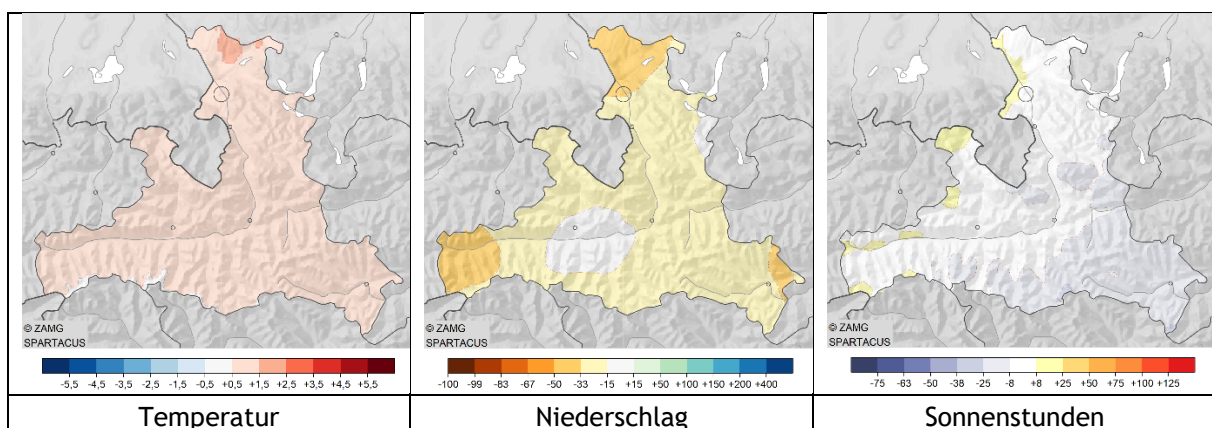 © ZAMG
SPARTACUS
-5,5 -4,5 -3,5 -2,5 -1,5 -0,5 +0,5 +1,5 +2,5 +3,5 +4,5 +5,5
Temperatur
© ZAMG
SPARTACUS
-100 -99 -83 -67 -50 -33 -15 +15 +50 +100 +150 +200 +400
Niederschlag
© ZAMG
SPARTACUS
-75 -63 -50 -38 -25 -8 +8 +25 +50 +75 +100 +125
Sonnenstunden